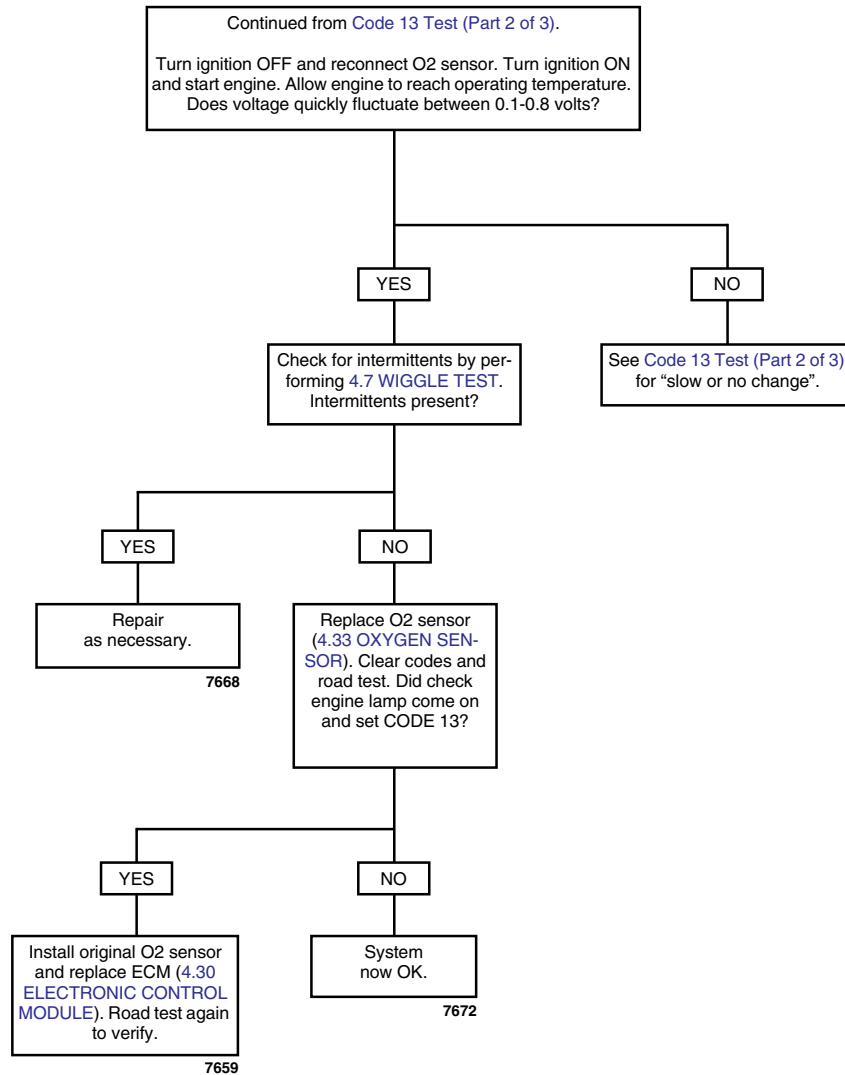 Continued from Code 13 Test (Part 2 of 3).
Turn ignition OFF and reconnect O2 sensor. Turn ignition ON
and start engine. Allow engine to reach operating temperature.
Does voltage quickly fluctuate between 0.1-0.8 volts?
YES
NO
Check for intermittents by per-
forming 4.7 WIGGLE TEST.
Intermittents present?
See Code 13 Test (Part 2 of 3)
for “slow or no change”.
YES
NO
Repair
as necessary.
7668
Replace O2 sensor
(4.33 OXYGEN SEN-
SOR). Clear codes and
road test. Did check
engine lamp come on
and set CODE 13?
YES
NO
Install original O2 sensor
and replace ECM (4.30
ELECTRONIC CONTROL
MODULE). Road test again
to verify.
7659
System
now OK.
7672